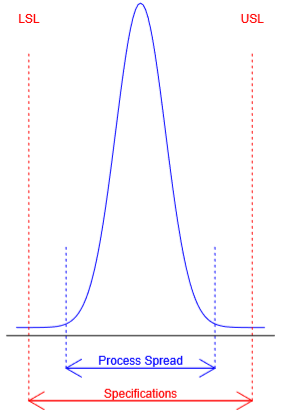 LSL USL
Process Spread
Specifications